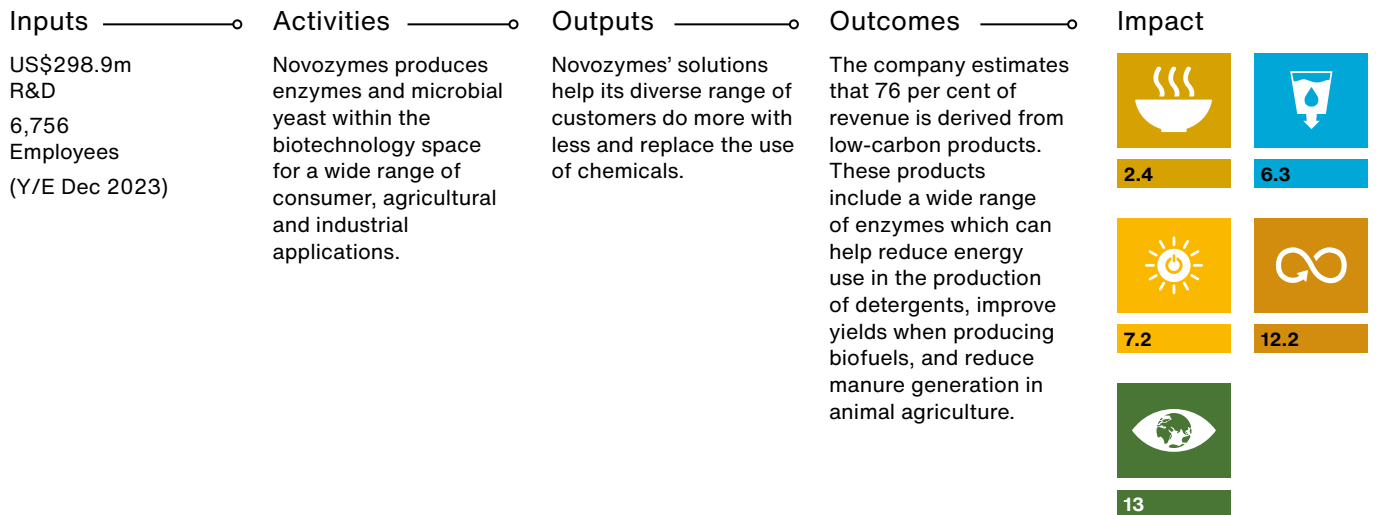 Inputs
US$298.9m
R&D
6,756
Employees
(Y/E Dec 2023)
Activities
Novozymes produces
enzymes and microbial
yeast within the
biotechnology space
for a wide range of
consumer, agricultural
and industrial
applications.
Outputs
Novozymes’ solutions
help its diverse range of
customers do more with
less and replace the use
of chemicals.
Outcomes
The company estimates
that 76 per cent of
revenue is derived from
low-carbon products.
These products
include a wide range
of enzymes which can
help reduce energy
use in the production
of detergents, improve
yields when producing
biofuels, and reduce
manure generation in
animal agriculture.
Impact
2.4
6.3
7.2
12.2
13